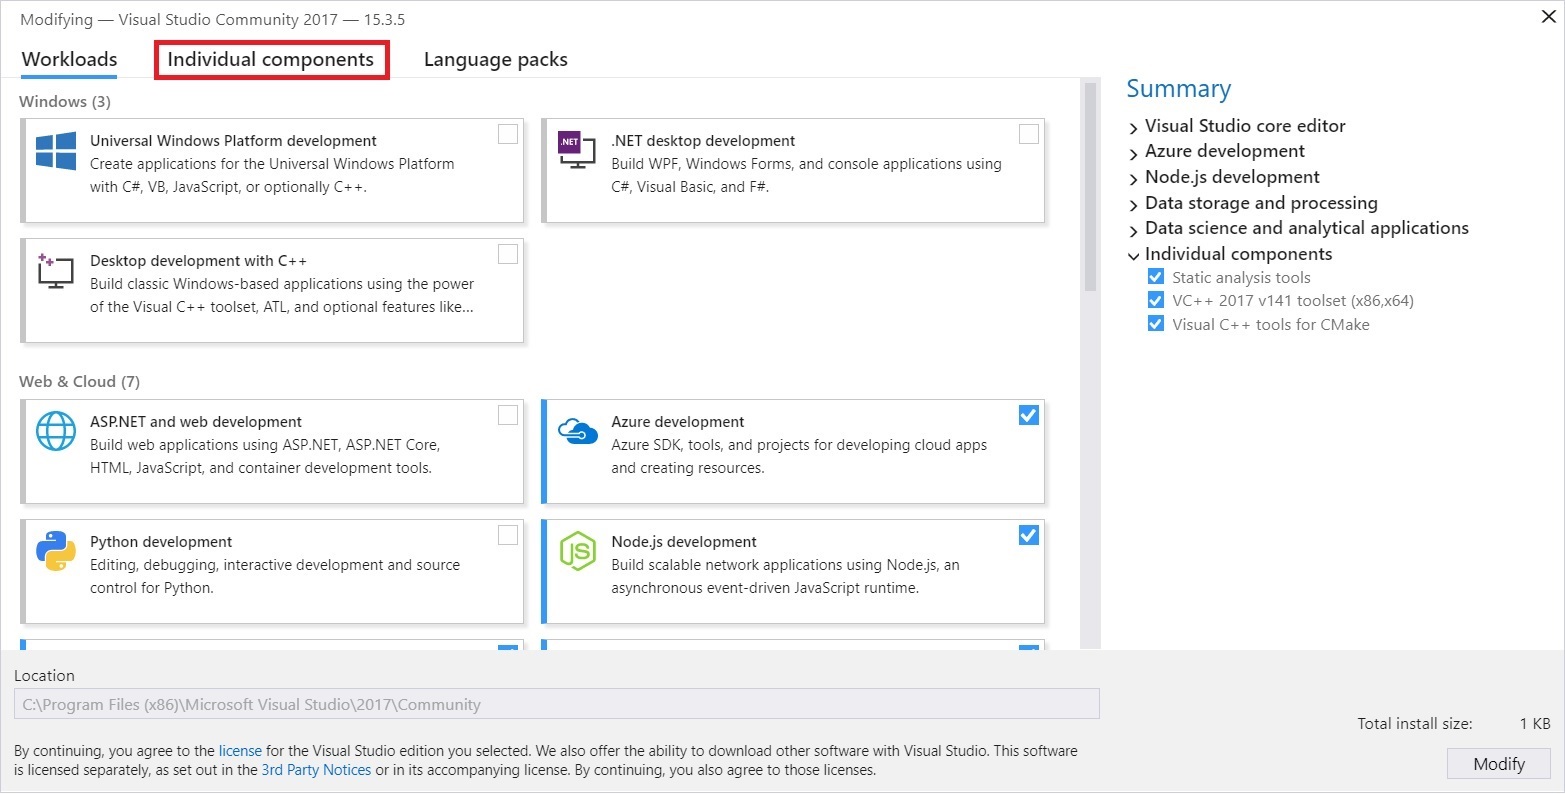 Modifying — Visual Studio Community 2017 — 15.3.5
Workloads
Individual components
Language packs
Windows (3)
Universal Windows Platform development
Create applications for the Universal Windows Platform
with C#, VB, JavaScript, or optionally C++.
.NET
.NET desktop development
Build WPF, Windows Forms, and console applications using
C#, Visual Basic, and F#.
Desktop development with C++
Build classic Windows-based applications using the power
of the Visual C++ toolset, ATL, and optional features like...
Web & Cloud (7)
ASP.NET and web development
Build web applications using ASP.NET, ASP.NET Core,
HTML, JavaScript, and container development tools.
Azure development
Azure SDK, tools, and projects for developing cloud apps
and creating resources.
Python development
Editing, debugging, interactive development and source
control for Python.
JS
Node.js development
Build scalable network applications using Node.js, an
asynchronous event-driven JavaScript runtime.
Summary
Visual Studio core editor
Azure development
Node.js development
Data storage and processing
Data science and analytical applications
Individual components
Static analysis tools
VC++ 2017 v141 toolset (x86,x64)
Visual C++ tools for CMake
Location
C:\Program Files (x86)\Microsoft Visual Studio\2017\Community
Total install size: 1 KB
By continuing, you agree to the license for the Visual Studio edition you selected. We also offer the ability to download other software with Visual Studio. This software
is licensed separately, as set out in the 3rd Party Notices or in its accompanying license. By continuing, you also agree to those licenses.
Modify